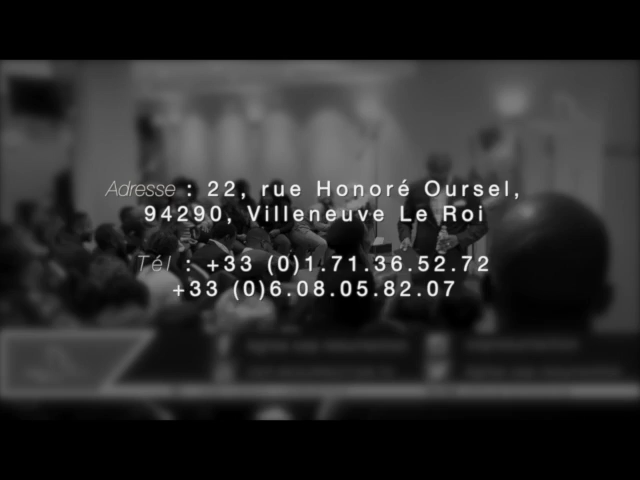 Adresse : 22, rue Honoré Oursel,
94290, Villeneuve Le Roi
Tél : +33 (0)1.71.36.52.72
+33 (0)6.08.05.82.07